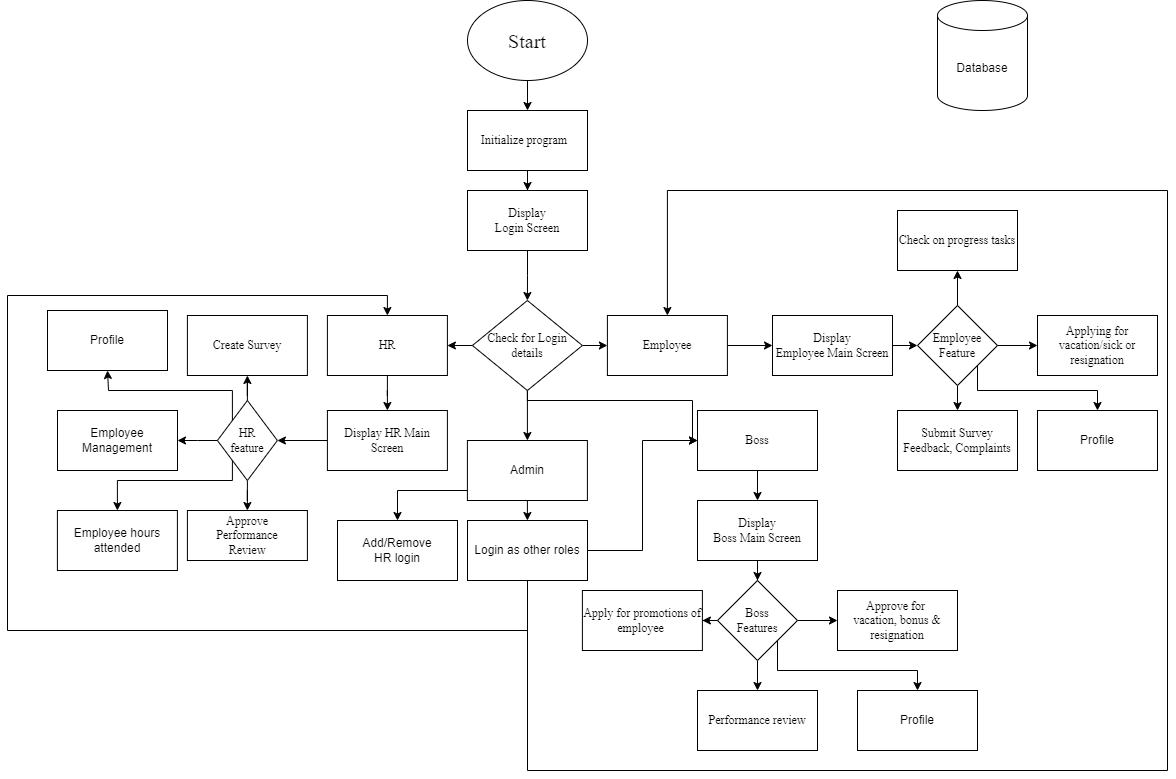 Start
Database
Initialize program
Display
Login Screen
Check on progress tasks
Profile
Create Survey
HR
Check for Login
details
Employee
Display
Employee Main Screen
Employee
Feature
Applying for
vacation/sick or
resignation
Employee
Management
HR
feature
Display HR Main
Screen
Admin
Boss
Submit Survey
Feedback, Complaints
Profile
Employee hours
attended
Approve
Performance
Review
Add/Remove
HR login
Login as other roles
Display
Boss Main Screen
Apply for promotions of
employee
Boss
Features
Approve for
vacation, bonus &
resignation
Performance review
Profile